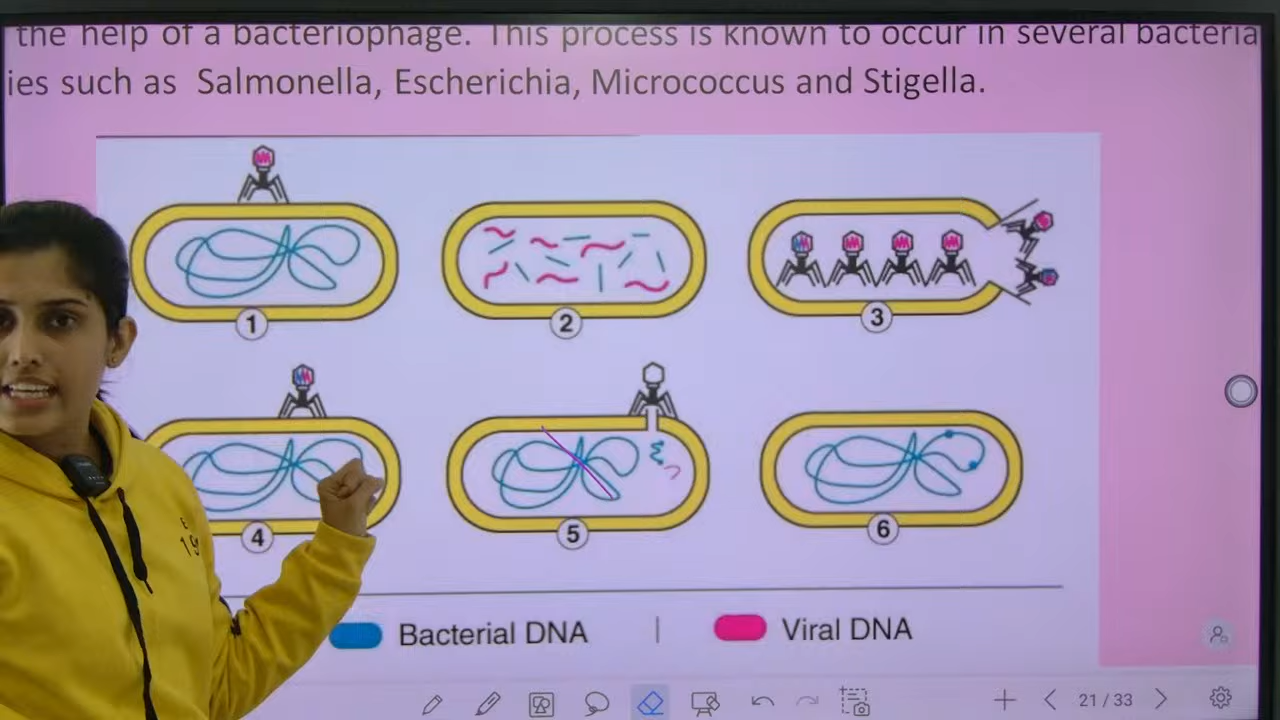 the help of a bacteriophage. This process is known to occur in several bacteria
ies such as Salmonella, Escherichia, Micrococcus and Stigella.
1
2
3
4
5
6
Bacterial DNA | Viral DNA
21 / 33